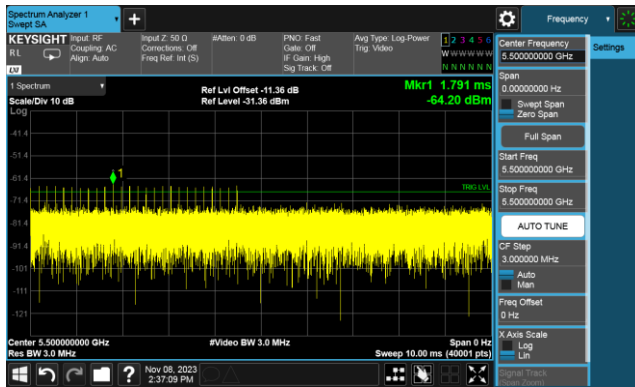 Spectrum Analyzer 1
Swept SA
Frequency
KEYSIGHT
RL
LXI
Input: RF
Coupling: AC
Align: Auto
Input Z: 50 Ω
Corrections: Off
Freq Ref: Int (S)
#Atten: 0 dB
PNO: Fast
Gate: Off
IF Gain: High
Sig Track: Off
Avg Type: Log-Power
Trig: Video
1 2 3 4 5 6
W W W W W W
N N N N N N
1 Spectrum
Scale/Div 10 dB
Log
Ref Lvl Offset -11.36 dB
Ref Level -31.36 dBm
Mkr1 1.791 ms
-64.20 dBm
-41.4
-51.4
-61.4
-71.4
-81.4
-91.4
-101
-111
-121
1
TRIG LVL
Center 5.500000000 GHz
Res BW 3.0 MHz
#Video BW 3.0 MHz
Span 0 Hz
Sweep 10.00 ms (40001 pts)
Center Frequency
5.500000000 GHz
Settings
Span
0.00000000 Hz
Swept Span
Zero Span
Full Span
Start Freq
5.500000000 GHz
Stop Freq
5.500000000 GHz
AUTO TUNE
CF Step
3.000000 MHz
Auto
Man
Freq Offset
0 Hz
X Axis Scale
Log
Lin
Signal Track
(Span Zoom)
?
Nov 08, 2023
2:37:09 PM